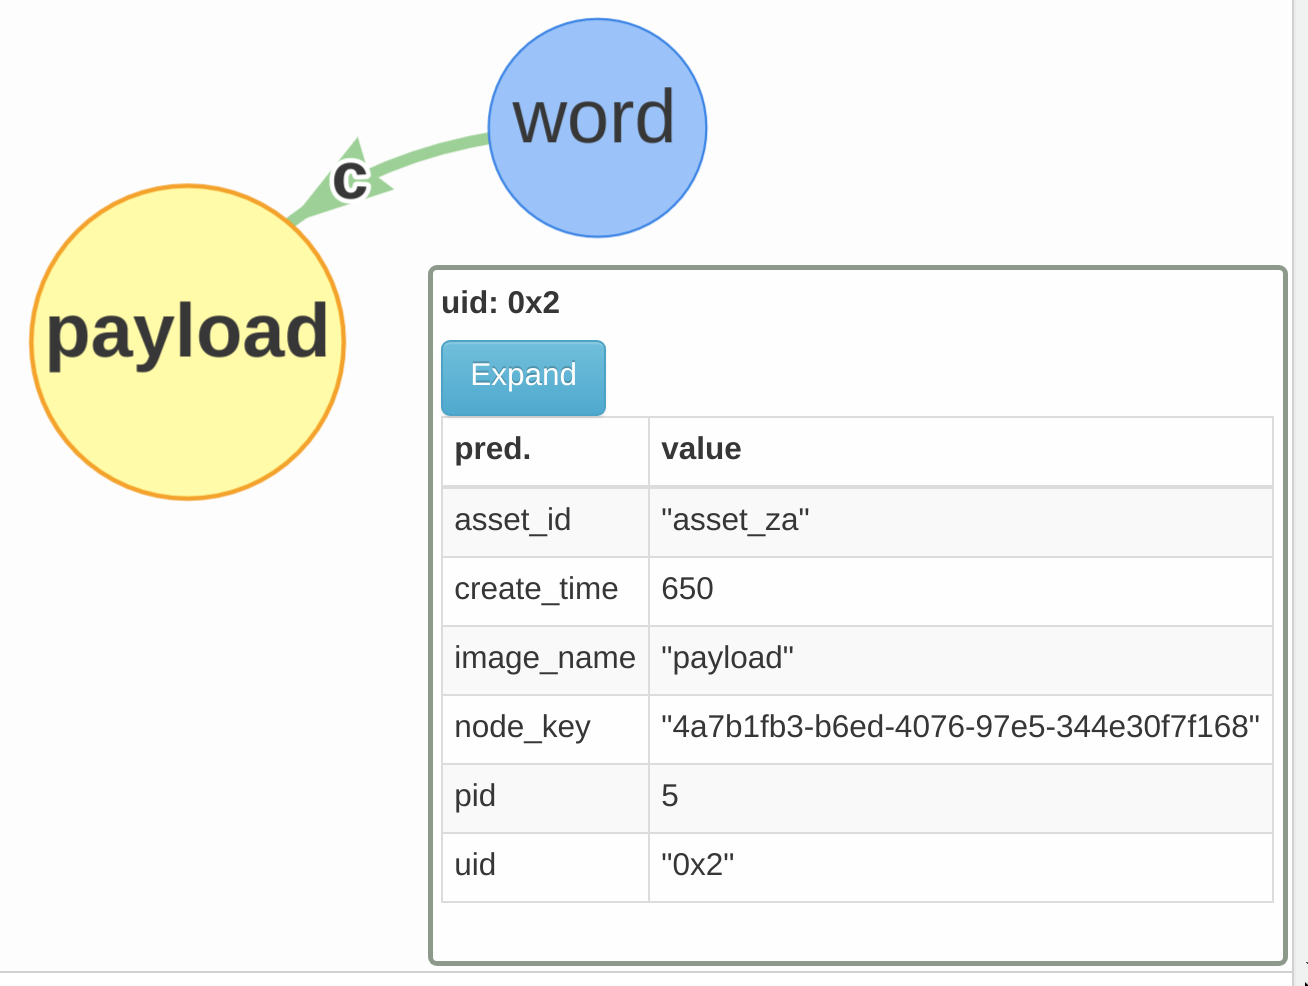 word
c
payload
uid: 0x2
Expand
pred. value
asset_id "asset_za"
create_time 650
image_name "payload"
node_key "4a7b1fb3-b6ed-4076-97e5-344e30f7f168"
pid 5
uid "0x2"